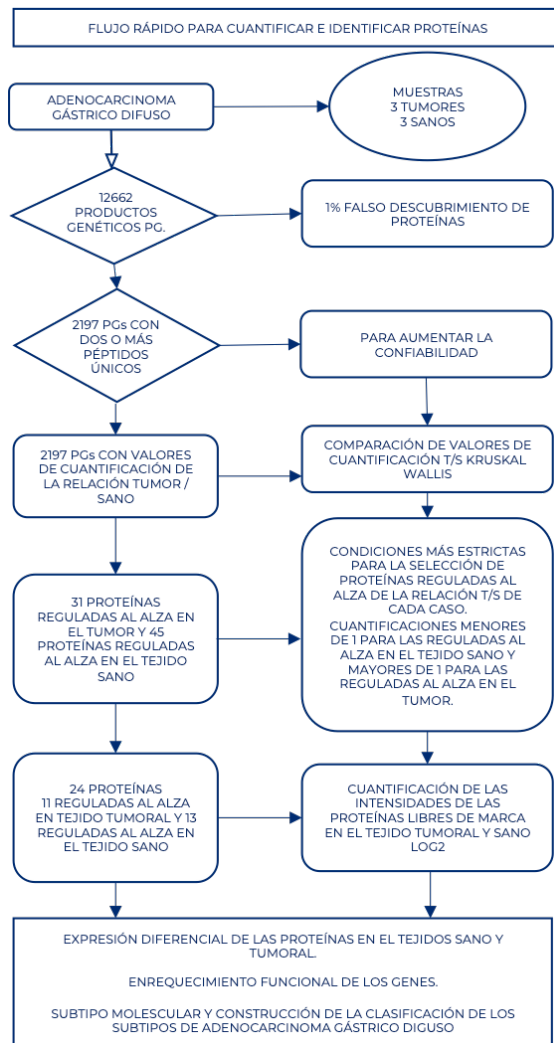 FLUJO RÁPIDO PARA CUANTIFICAR E IDENTIFICAR PROTEÍNAS
ADENOCARCINOMA
GÁSTRICO DIFUSO
MUESTRAS
3 TUMORES
3 SANOS
12662
PRODUCTOS
GENÉTICOS PG.
1% FALSO DESCUBRIMIENTO DE
PROTEÍNAS
2197 PGs CON
DOS O MÁS
PÉPTIDOS
ÚNICOS
PARA AUMENTAR LA
CONFIABILIDAD
2197 PGs CON VALORES
DE CUANTIFICACIÓN DE
LA RELACIÓN TUMOR /
SANO
COMPARACIÓN DE VALORES DE
CUANTIFICACIÓN T/S KRUSKAL
WALLIS
31 PROTEÍNAS
REGULADAS AL ALZA EN
EL TUMOR Y 45
PROTEÍNAS REGULADAS
AL ALZA EN EL TEJIDO
SANO
CONDICIONES MÁS ESTRICTAS
PARA LA SELECCIÓN DE
PROTEÍNAS REGULADAS AL
ALZA DE LA RELACIÓN T/S DE
CADA CASO.
CUANTIFICACIONES MENORES
DE 1 PARA LAS REGULADAS AL
ALZA EN EL TEJIDO SANO Y
MAYORES DE 1 PARA LAS
REGULADAS AL ALZA EN EL
TUMOR.
24 PROTEÍNAS
11 REGULADAS AL ALZA
EN TEJIDO TUMORAL Y 13
REGULADAS AL ALZA EN
EL TEJIDO SANO
CUANTIFICACIÓN DE LAS
INTENSIDADES DE LAS
PROTEÍNAS LIBRES DE MARCA
EN EL TEJIDO TUMORAL Y SANO
LOG2
EXPRESIÓN DIFERENCIAL DE LAS PROTEÍNAS EN EL TEJIDOS SANO Y
TUMORAL.
ENREQUECIMIENTO FUNCIONAL DE LOS GENES.
SUBTIPO MOLESCULAR Y CONSTRUCCIÓN DE LA CLASIFICACIÓN DE LOS
SUBTIPOS DE ADENOCARCINOMA GÁSTRICO DIGUSO